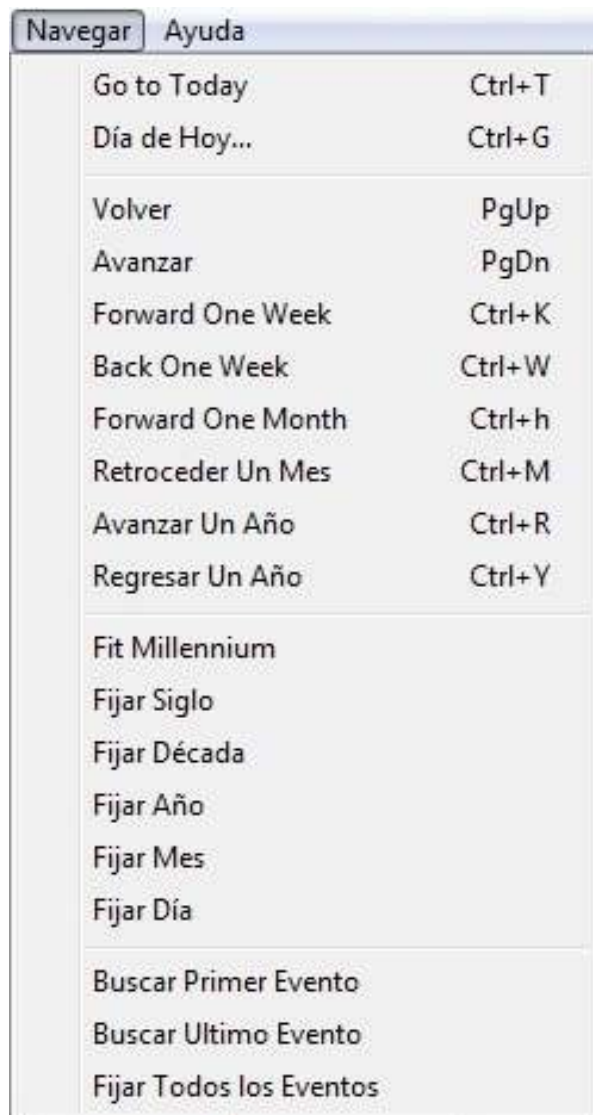 Navegar Ayuda
Go to Today Ctrl+T
Día de Hoy... Ctrl+G
Volver PgUp
Avanzar PgDn
Forward One Week Ctrl+K
Back One Week Ctrl+W
Forward One Month Ctrl+h
Retroceder Un Mes Ctrl+M
Avanzar Un Año Ctrl+R
Regresar Un Año Ctrl+Y
Fit Millennium
Fijar Siglo
Fijar Década
Fijar Año
Fijar Mes
Fijar Día
Buscar Primer Evento
Buscar Ultimo Evento
Fijar Todos los Eventos